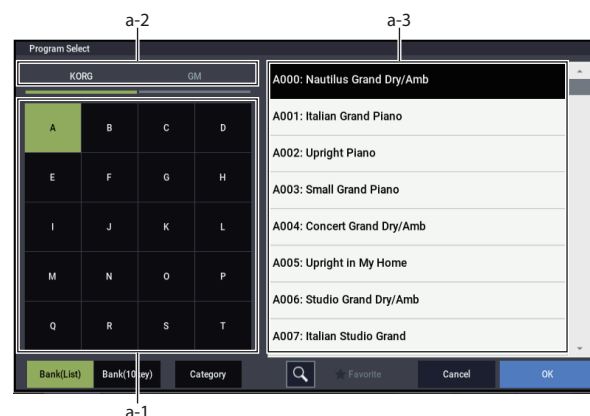 a-2
a-3
Program Select
KORG
GM
A
B
C
D
E
F
G
H
I
J
K
L
M
N
O
P
Q
R
S
T
A000: Nautilus Grand Dry/Amb
A001: Italian Grand Piano
A002: Upright Piano
A003: Small Grand Piano
A004: Concert Grand Dry/Amb
A005: Upright in My Home
A006: Studio Grand Dry/Amb
A007: Italian Studio Grand
Bank(List)
Bank(10key)
Category
Favorite
Cancel
OK
a-1